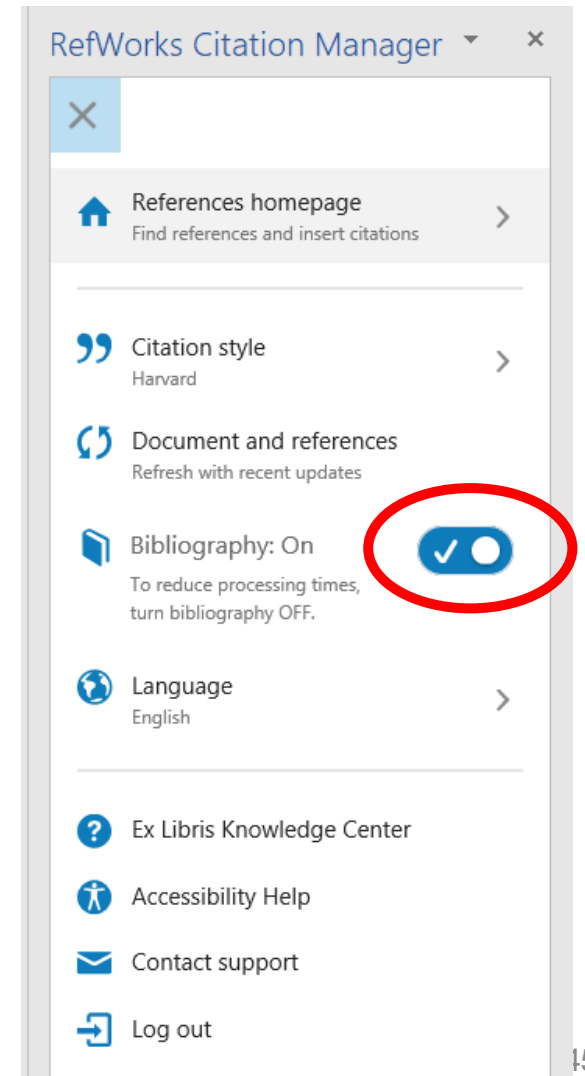 RefWorks Citation Manager
References homepage
Find references and insert citations
Citation style
Harvard
Document and references
Refresh with recent updates
Bibliography: On
To reduce processing times,
turn bibliography OFF.
Language
English
Ex Libris Knowledge Center
Accessibility Help
Contact support
Log out